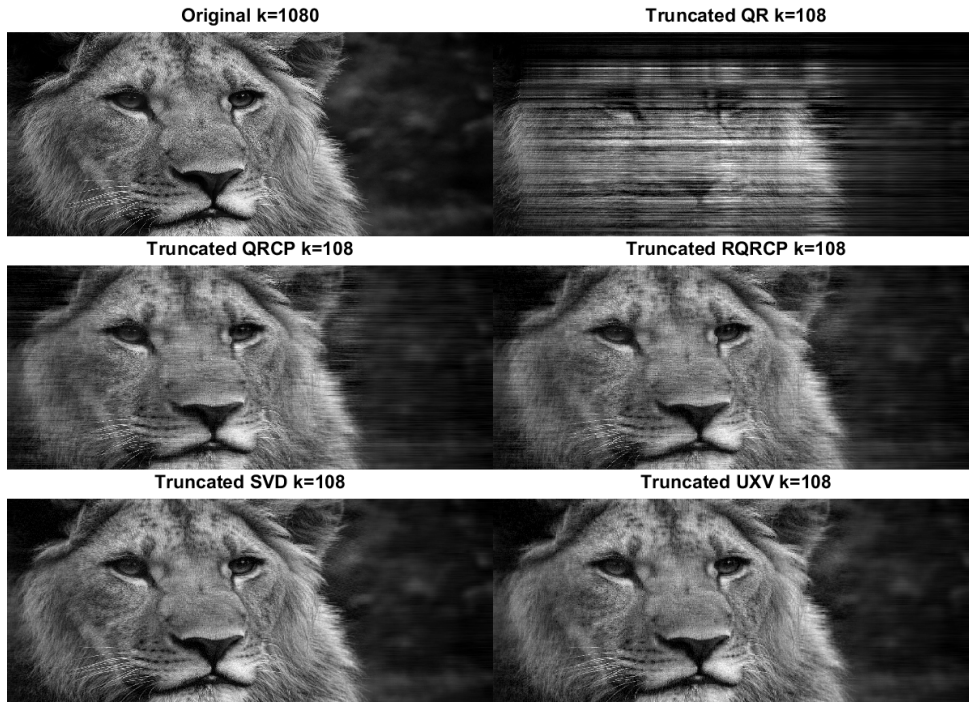 Original k=1080
Truncated QR k=108
Truncated QRCP k=108
Truncated RQRCP k=108
Truncated SVD k=108
Truncated UXV k=108